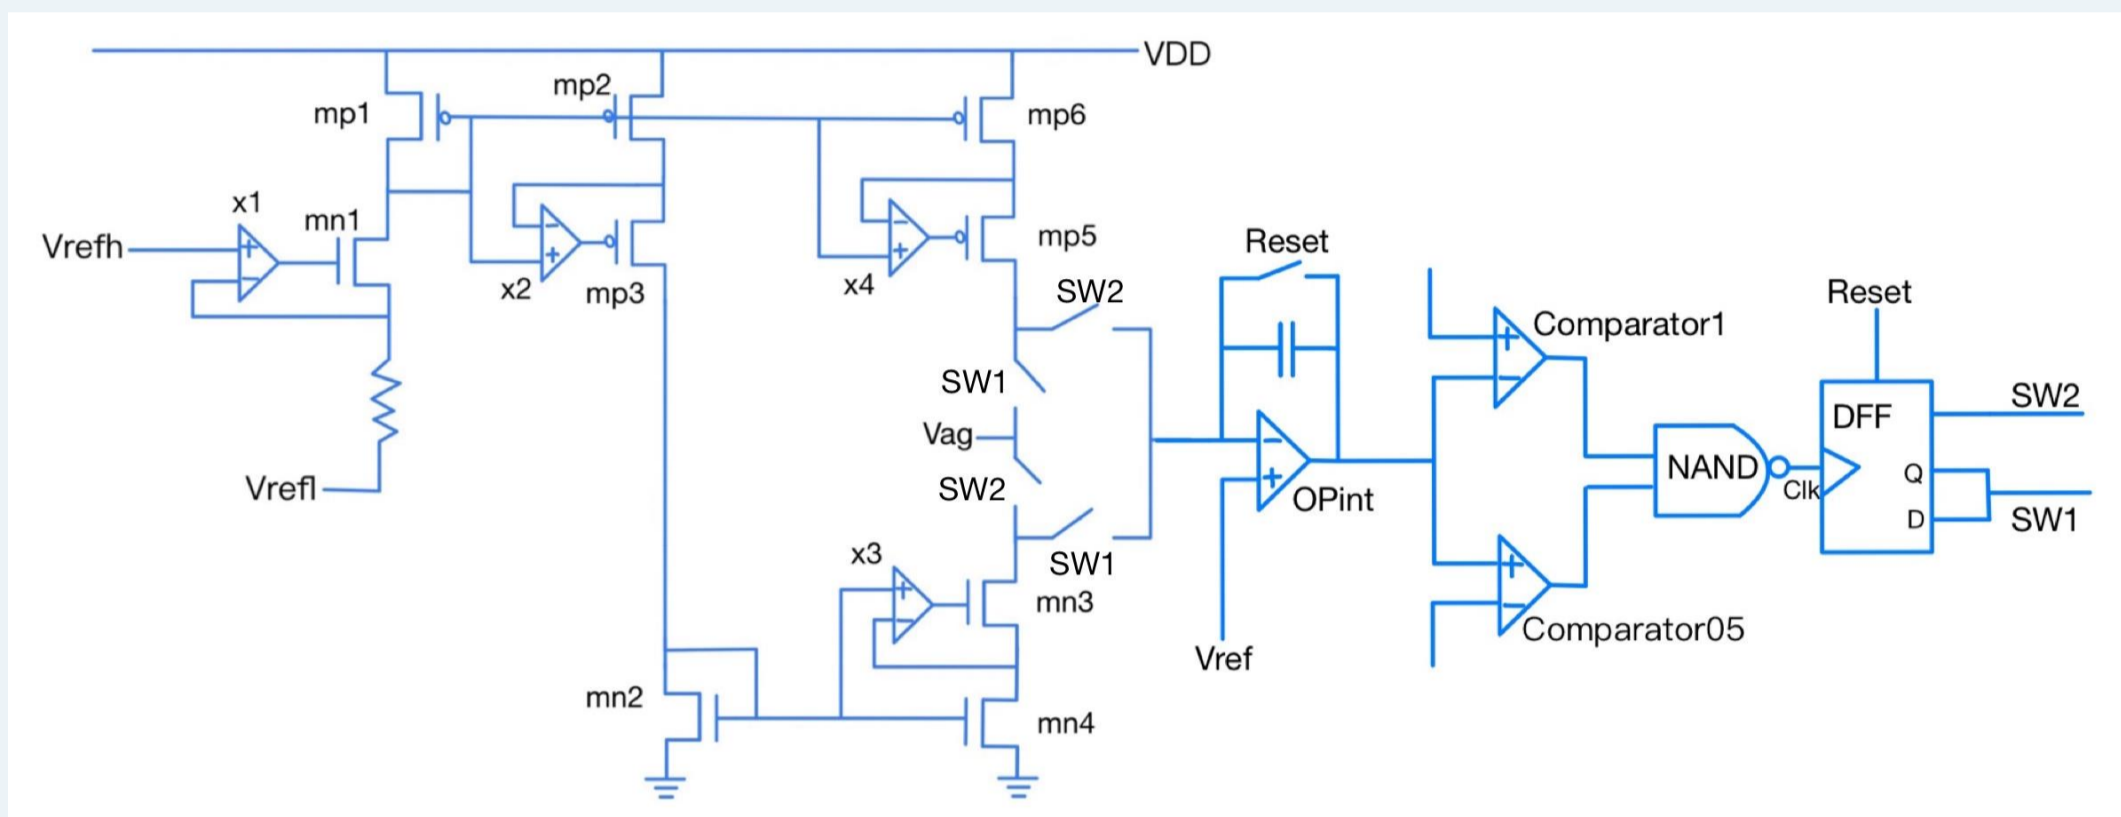 VDD
mp1
mp2
mp6
x1
mn1
Vrefh
+
−
−
+
x2
mp3
−
+
x4
mp5
SW2
SW1
Vag
SW2
SW1
Vrefl
x3
+
−
mn3
mn2
mn4
Reset
−
+
OPint
Vref
+
−
Comparator1
+
−
Comparator05
NAND
Clk
Reset
DFF
Q
D
SW2
SW1